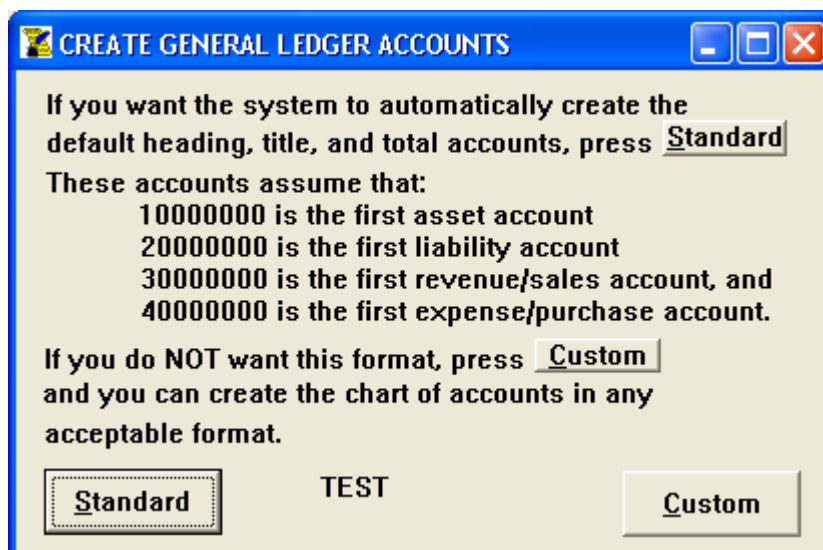 CREATE GENERAL LEDGER ACCOUNTS
If you want the system to automatically create the
default heading, title, and total accounts, press Standard
These accounts assume that:
10000000 is the first asset account
20000000 is the first liability account
30000000 is the first revenue/sales account, and
40000000 is the first expense/purchase account.
If you do NOT want this format, press Custom
and you can create the chart of accounts in any
acceptable format.
Standard TEST Custom